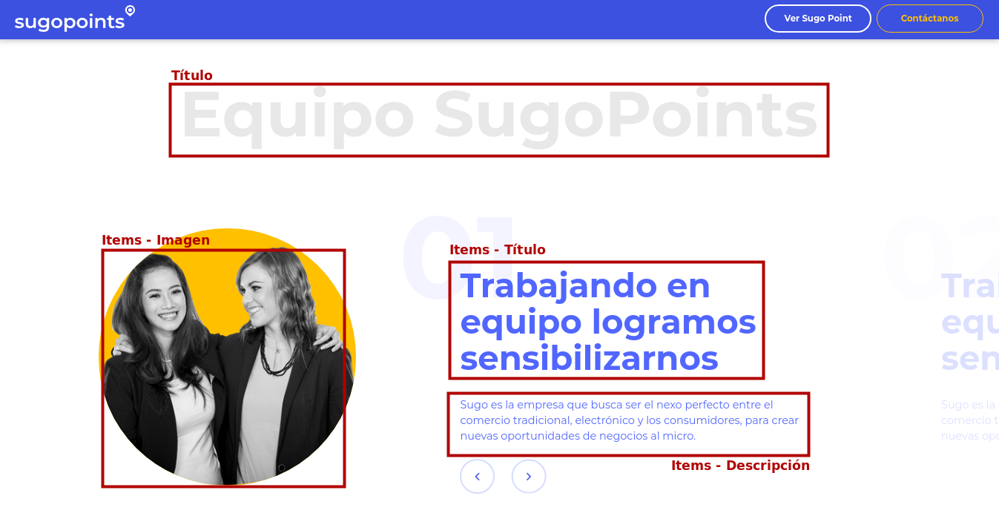 sugopoints
Ver Sugo Point
Contáctanos
Título
Equipo SugoPoints
Items - Imagen
01
02
Items - Título
Trabajando en
equipo logramos
sensibilizarnos
Sugo es la empresa que busca ser el nexo perfecto entre el
comercio tradicional, electrónico y los consumidores, para crear
nuevas oportunidades de negocios al micro.
Items - Descripción
equ
sen
Sugo es la
comercio t
nuevas opo